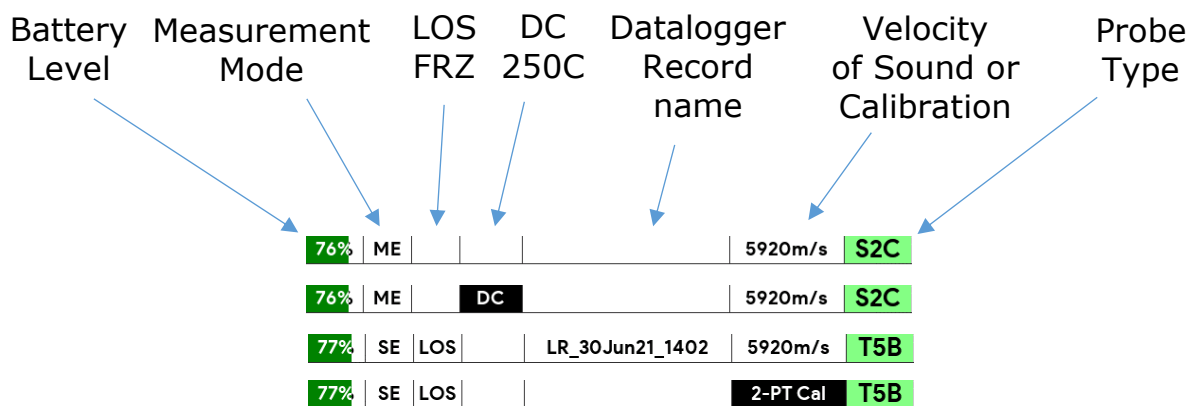 Battery Level
Measurement Mode
LOS FRZ
DC 250C
Datalogger Record name
Velocity of Sound or Calibration
Probe Type
76% ME 5920m/s S2C
76% ME DC 5920m/s S2C
77% SE LOS LR_30Jun21_1402 5920m/s T5B
77% SE LOS 2-PT Cal T5B